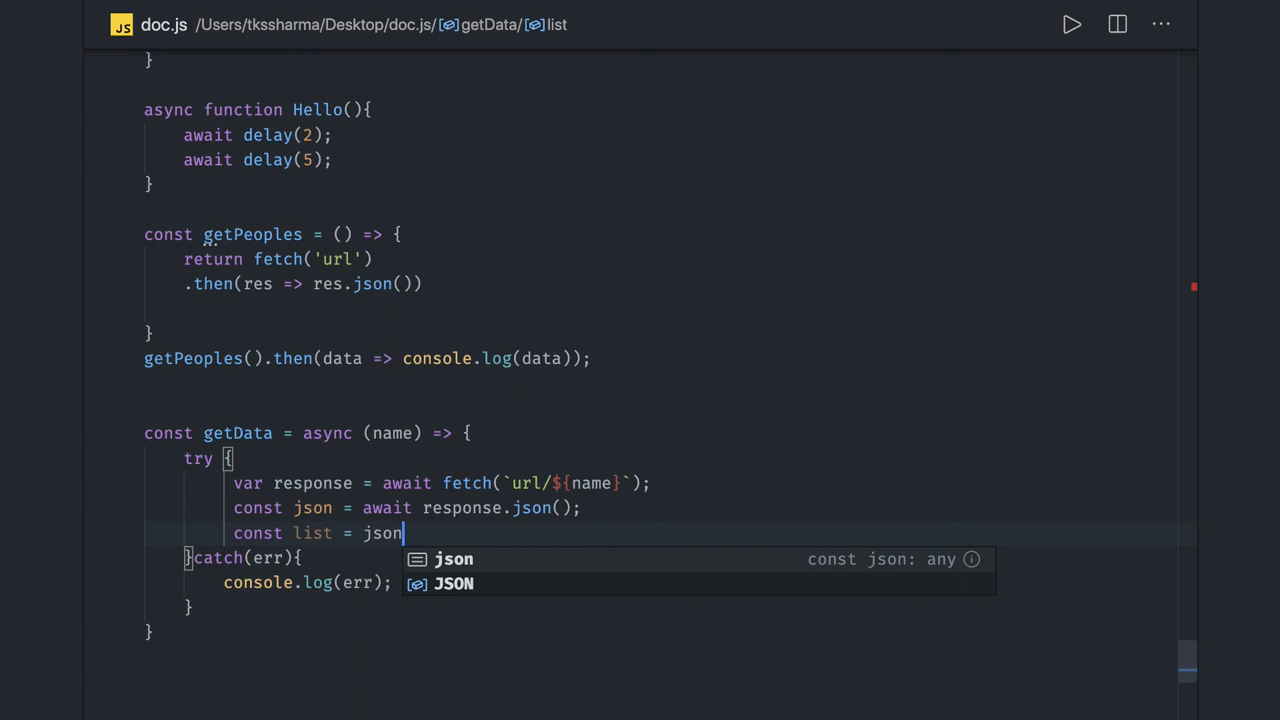 JS doc.js /Users/tkssharma/Desktop/doc.js/getData/list
}
async function Hello(){
await delay(2);
await delay(5);
}
const getPeoples = () => {
return fetch('url')
.then(res => res.json())
}
getPeoples().then(data => console.log(data));
const getData = async (name) => {
try {
var response = await fetch(`url/${name}`);
const json = await response.json();
const list = json
}catch(err){
json const json: any
console.log(err);
JSON
}
}